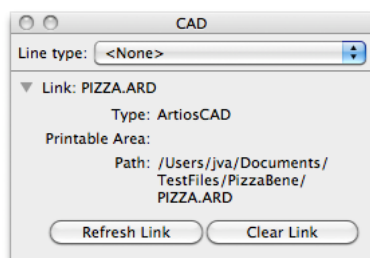 CAD
Line type: <None>
Link: PIZZA.ARD
Type: ArtiosCAD
Printable Area:
Path: /Users/jva/Documents/
TestFiles/PizzaBene/
PIZZA.ARD
Refresh Link Clear Link